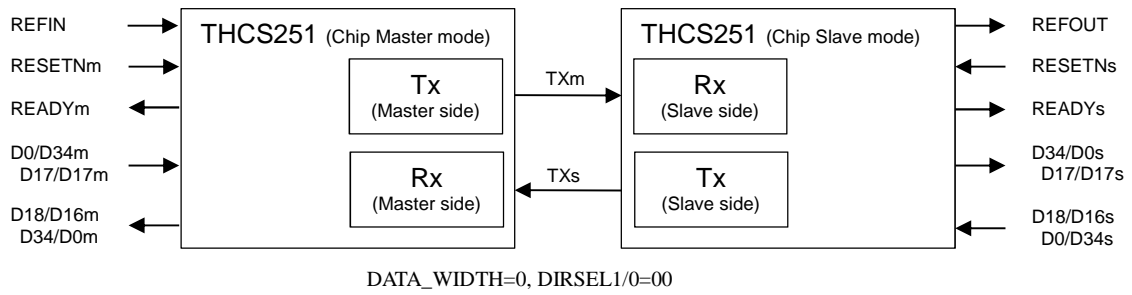 REFIN
RESETNm
READYm
D0/D34m
D17/D17m
D18/D16m
D34/D0m
THCS251 (Chip Master mode)
Tx
(Master side)
Rx
(Master side)
TXm
TXs
THCS251 (Chip Slave mode)
Rx
(Slave side)
Tx
(Slave side)
REFOUT
RESETNs
READYs
D34/D0s
D17/D17s
D18/D16s
D0/D34s
DATA_WIDTH=0, DIRSEL1/0=00